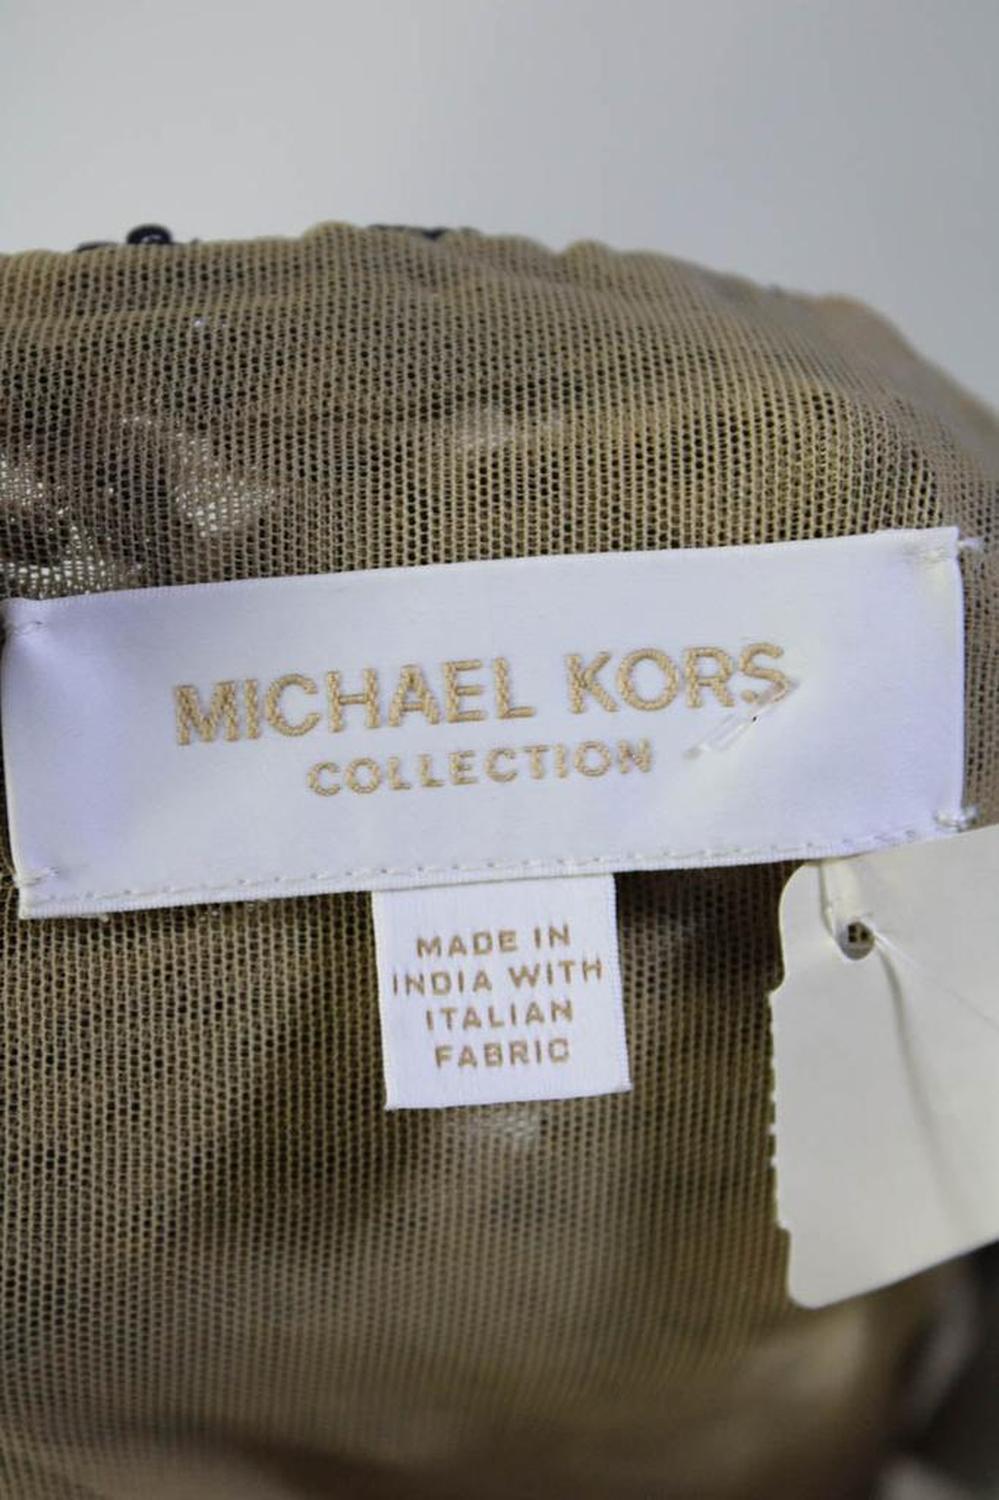 MICHAEL KORS
COLLECTION
MADE IN
INDIA WITH
ITALIAN
FABRIC